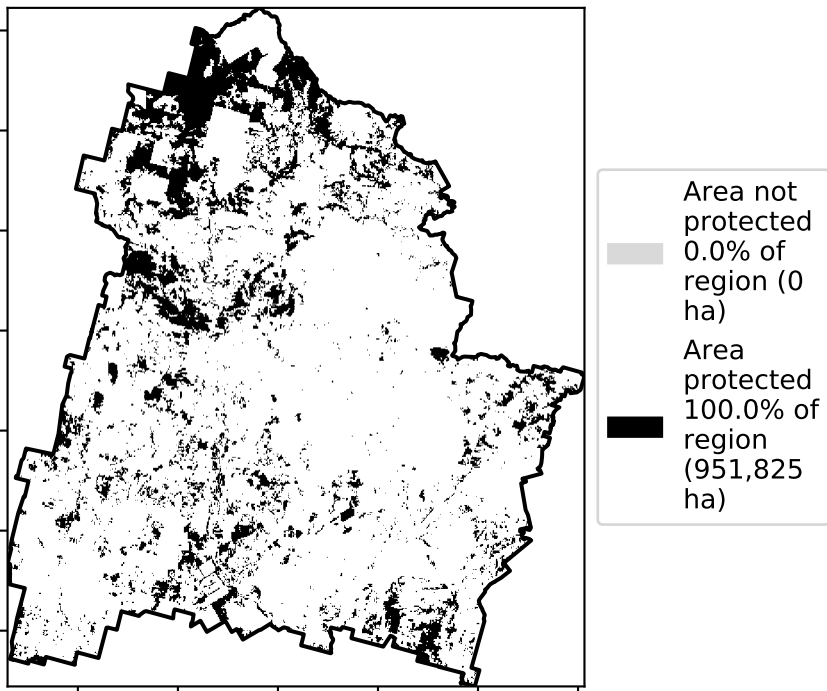 Area not
protected
0.0% of
region (0
ha)
Area
protected
100.0% of
region
(951,825
ha)